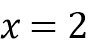 x = 2